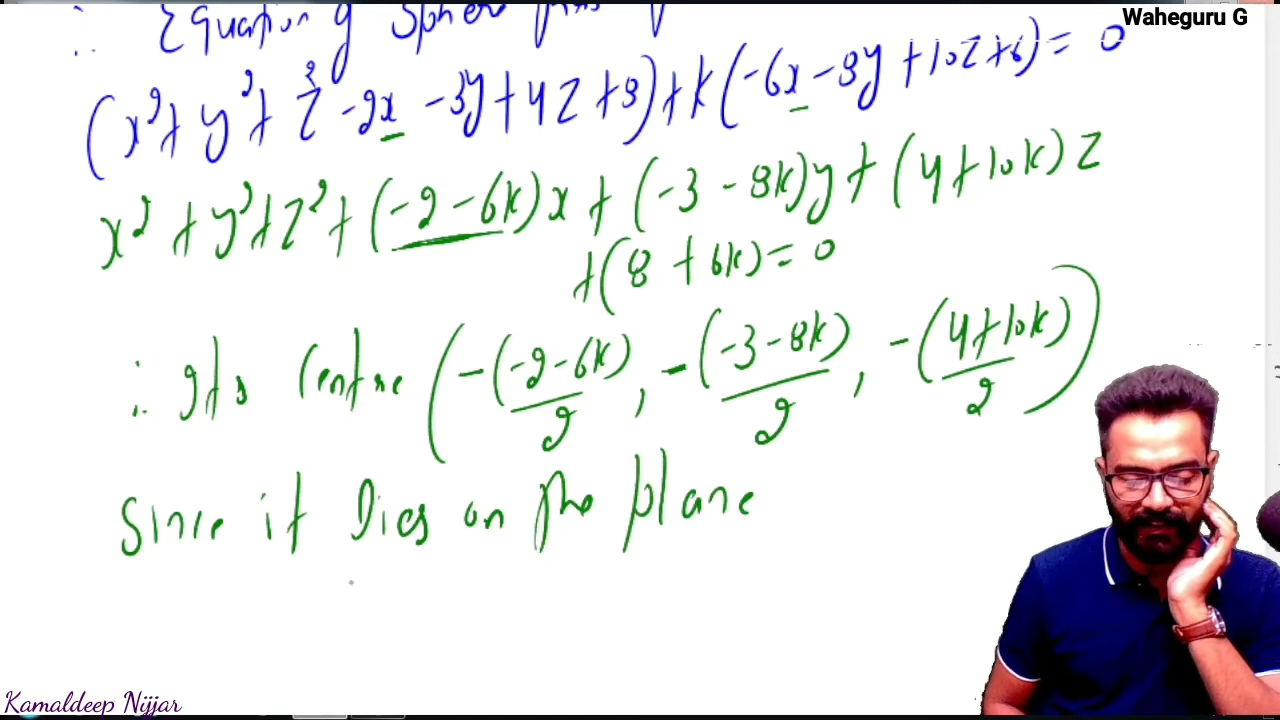 Waheguru G
∴ Equation of Sphere
(x² + y² + z² - 2x - 3y + 4z + 8) + k(-6x - 8y + 10z + 6) = 0
x² + y² + z² + (-2 - 6k)x + (-3 - 8k)y + (4 + 10k)z
+ (8 + 6k) = 0
∴ Its Centre (-(-2-6k)/2, -(-3-8k)/2, -(4+10k)/2)
Since it lies on the plane
Kamaldeep Nijjar